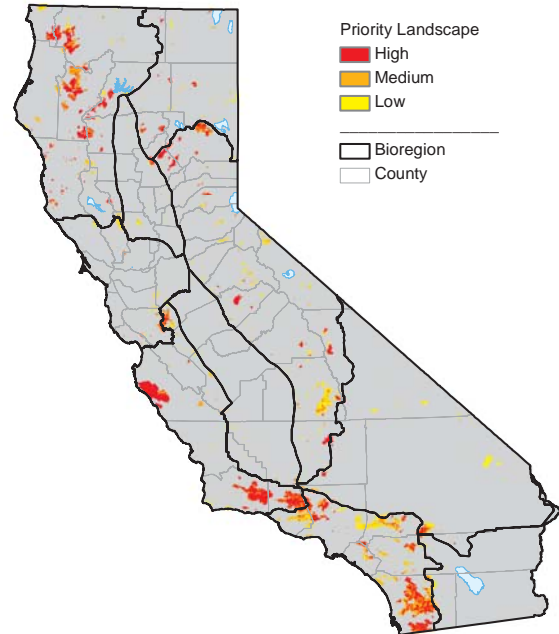 Priority Landscape
High
Medium
Low
Bioregion
County